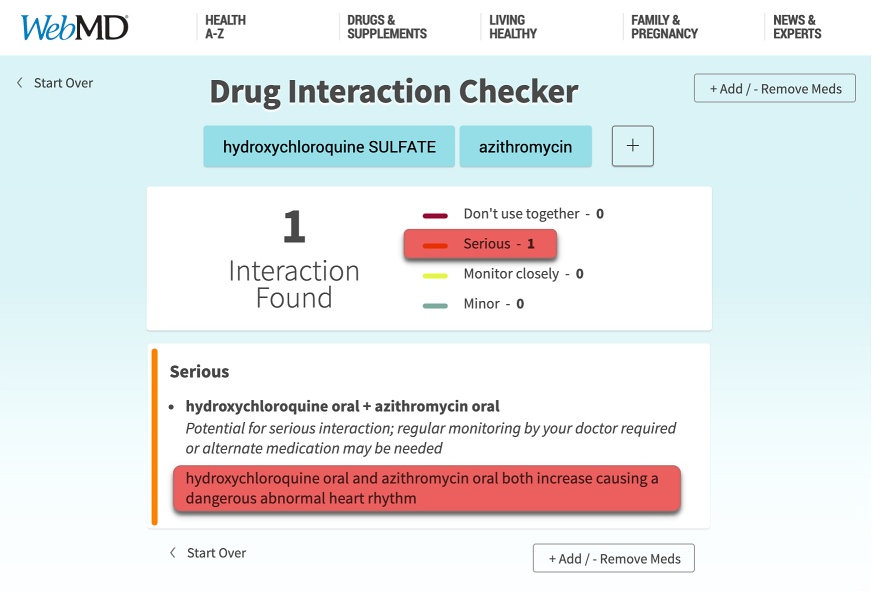 WebMD®
HEALTH
A-Z
DRUGS &
SUPPLEMENTS
LIVING
HEALTHY
FAMILY &
PREGNANCY
NEWS &
EXPERTS
Start Over
Drug Interaction Checker
+ Add / - Remove Meds
hydroxychloroquine SULFATE
azithromycin
+
1
Interaction
Found
Don't use together - 0
Serious - 1
Monitor closely - 0
Minor - 0
Serious
• hydroxychloroquine oral + azithromycin oral
Potential for serious interaction; regular monitoring by your doctor required
or alternate medication may be needed
hydroxychloroquine oral and azithromycin oral both increase causing a
dangerous abnormal heart rhythm
Start Over
+ Add / - Remove Meds